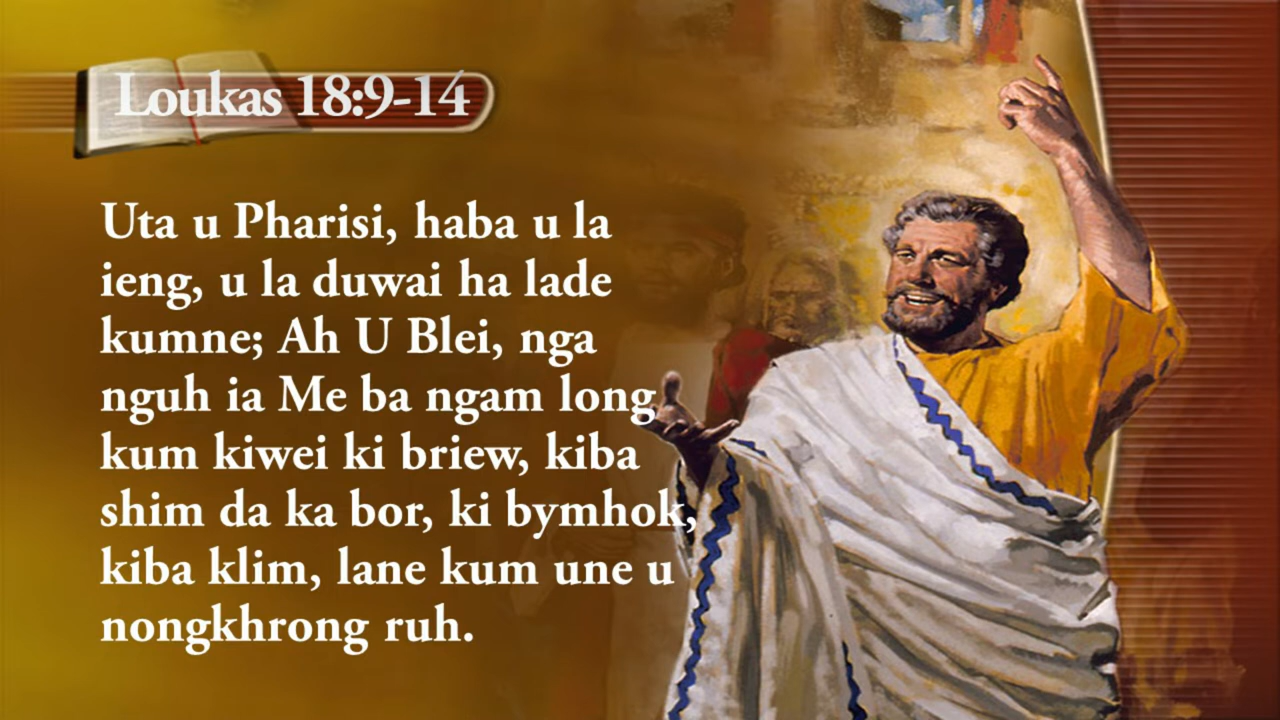 Loukas 18:9-14
Uta u Pharisi, haba u la
ieng, u la duwai ha lade
kumne; Ah U Blei, nga
nguh ia Me ba ngam long
kum kiwei ki briew, kiba
shim da ka bor, ki bymhok,
kiba klim, lane kum une u
nongkhrong ruh.